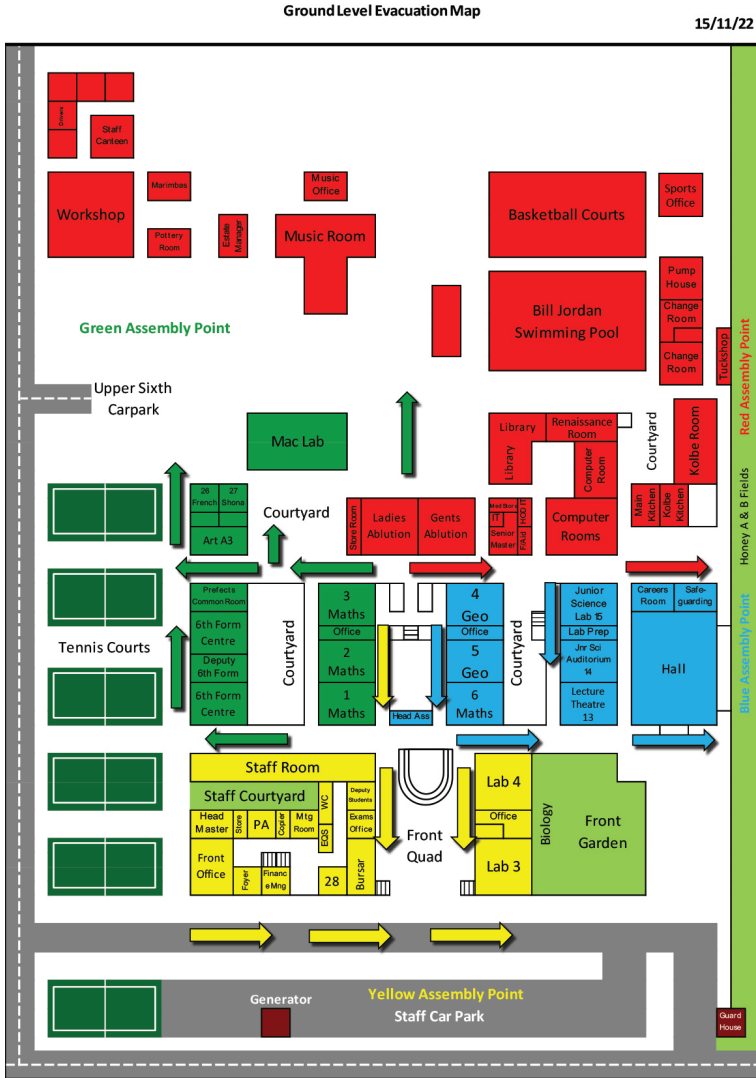 Ground Level Evacuation Map
15/11/22
Drivers
Staff
Canteen
Workshop
Marimbas
Pottery
Room
Estate
Manager
Music
Office
Music Room
Basketball Courts
Sports
Office
Bill Jordan
Swimming Pool
Pump
House
Change
Room
Change
Room
Tuckshop
Red Assembly Point
Green Assembly Point
Upper Sixth
Carpark
Mac Lab
Library
Library
Renaissance
Room
Computer
Room
Computer
Rooms
Courtyard
Kolbe Room
Main
Kitchen
Kolbe
Kitchen
Honey A & B Fields
26
French
27
Shona
Art A3
Courtyard
Store Room
Ladies
Ablution
Gents
Ablution
Med Store
IT
HOD IT
Senior
Master
F/Aid
Prefects
Common Room
6th Form
Centre
Deputy
6th Form
6th Form
Centre
Courtyard
3
Maths
Office
2
Maths
1
Maths
Head Ass
4
Geo
Office
5
Geo
6
Maths
Courtyard
Junior
Science
Lab 15
Lab Prep
Jnr Sci
Auditorium
14
Lecture
Theatre
13
Careers
Room
Safe-
guarding
Hall
Blue Assembly Point
Tennis Courts
Staff Room
Staff Courtyard
WC
Deputy
Students
Head
Master
Store
PA
Copier
Mtg
Room
EQS
Exams
Office
Front
Office
Foyer
Financ
e Mng
28
Bursar
Front
Quad
Lab 4
Office
Lab 3
Biology
Front
Garden
Generator
Yellow Assembly Point
Staff Car Park
Guard
House